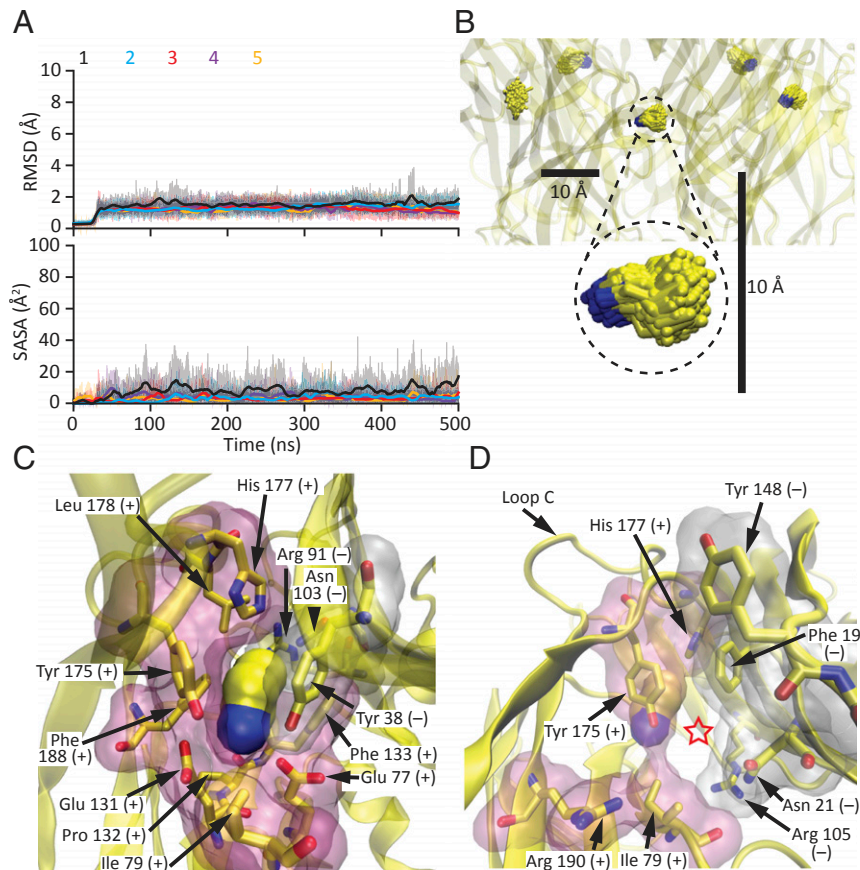 A
1 2 3 4 5
10
8
6
4
2
0
RMSD (Å)
100
80
60
40
20
0
SASA (Å²)
0 100 200 300 400 500
Time (ns)
B
10 Å
10 Å
C
His 177 (+)
Leu 178 (+)
Arg 91 (–)
Asn
103 (–)
Tyr 175 (+)
Tyr 38 (–)
Phe
188 (+)
Phe 133 (+)
Glu 77 (+)
Glu 131 (+)
Pro 132 (+)
Ile 79 (+)
D
Tyr 148 (–)
Loop C
His 177 (+)
Phe 19
(–)
Tyr 175 (+)
Asn 21 (–)
Arg 105
(–)
Arg 190 (+)
Ile 79 (+)